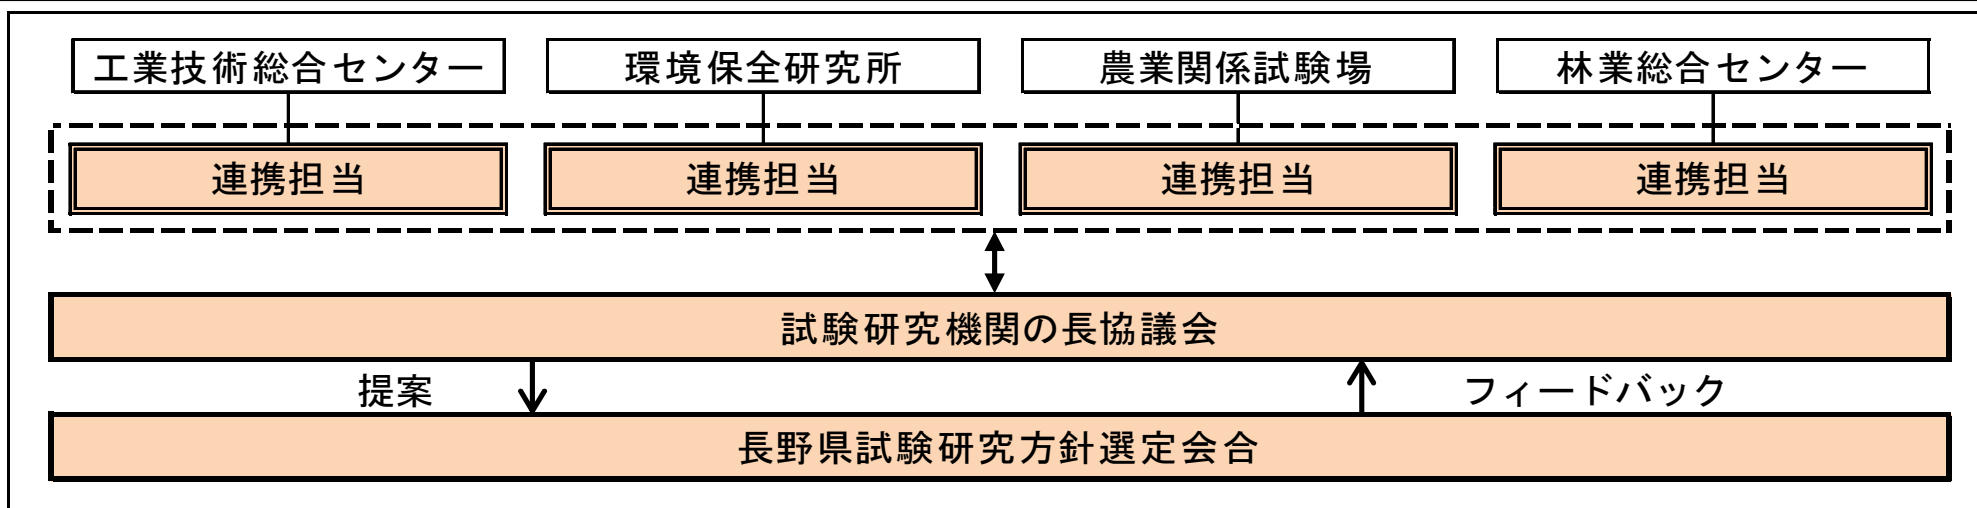 工業技術総合センター
環境保全研究所
農業関係試験場
林業総合センター
連携担当
連携担当
連携担当
連携担当
試験研究機関の長協議会
提案
フィードバック
長野県試験研究方針選定会合